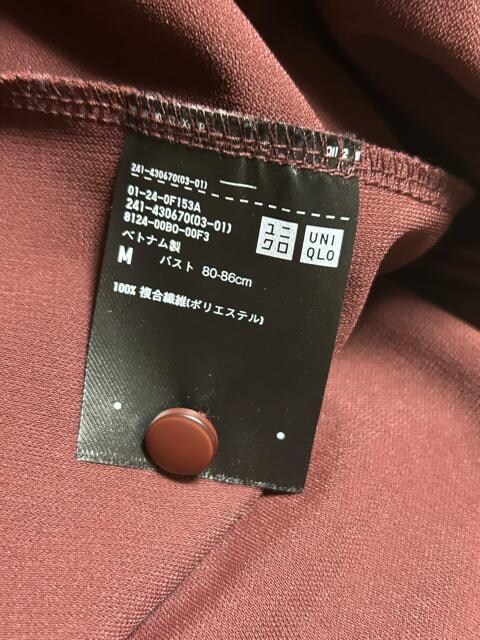 241-430670(03-01)
01-24-0F153A
241-430670(03-01)
8124-00B0-00F3
ベトナム製
M バスト 80-86cm
100% 複合繊維(ポリエステル)
ユニ
クロ
UNI
QLO